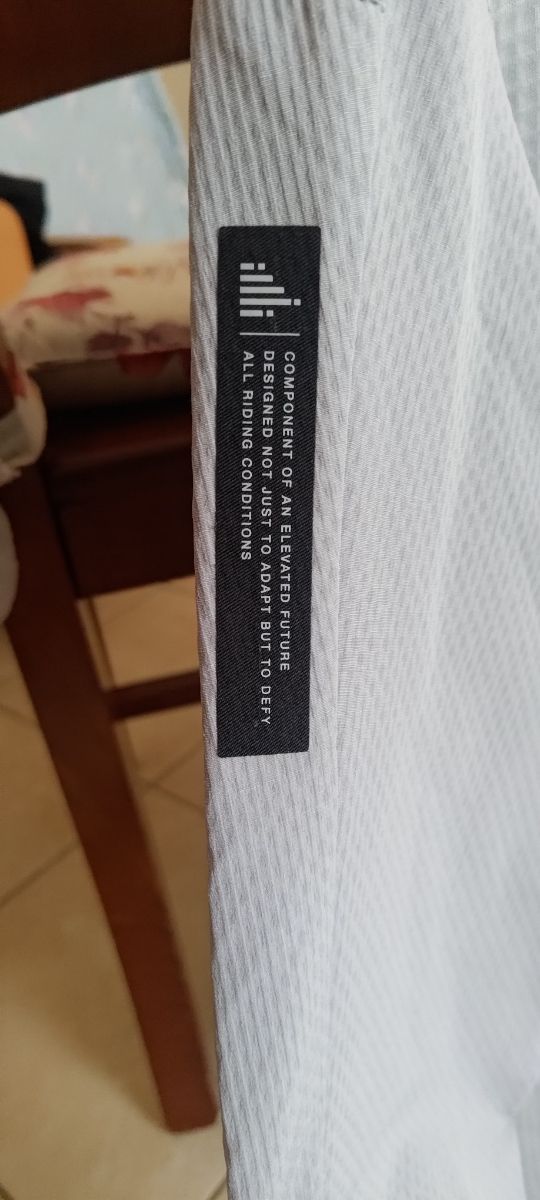 COMPONENT OF AN ELEVATED FUTURE
DESIGNED NOT JUST TO ADAPT BUT TO DEFY
ALL RIDING CONDITIONS